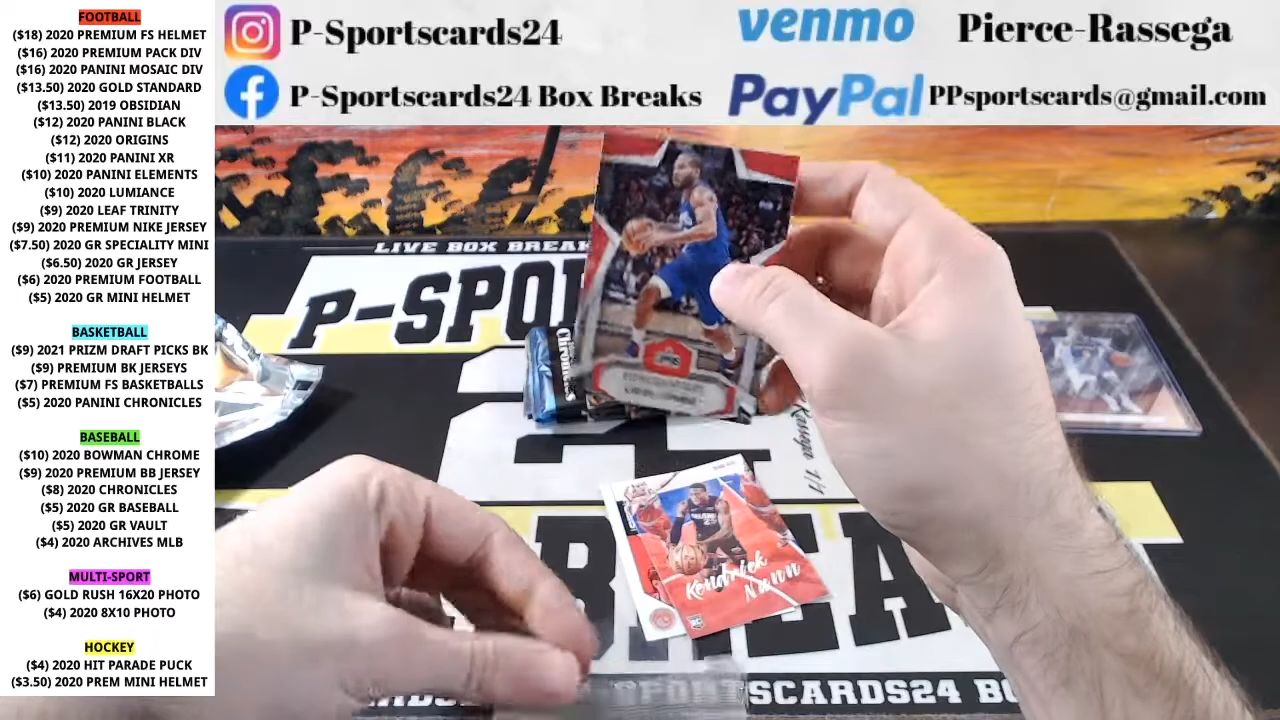 FOOTBALL
($18) 2020 PREMIUM FS HELMET
($16) 2020 PREMIUM PACK DIV
($16) 2020 PANINI MOSAIC DIV
($13.50) 2020 GOLD STANDARD
($13.50) 2019 OBSIDIAN
($12) 2020 PANINI BLACK
($12) 2020 ORIGINS
($11) 2020 PANINI XR
($10) 2020 PANINI ELEMENTS
($10) 2020 LUMIANCE
($9) 2020 LEAF TRINITY
($9) 2020 PREMIUM NIKE JERSEY
($7.50) 2020 GR SPECIALITY MINI
($6.50) 2020 GR JERSEY
($6) 2020 PREMIUM FOOTBALL
($5) 2020 GR MINI HELMET
BASKETBALL
($9) 2021 PRIZM DRAFT PICKS BK
($9) PREMIUM BK JERSEYS
($7) PREMIUM FS BASKETBALLS
($5) 2020 PANINI CHRONICLES
BASEBALL
($10) 2020 BOWMAN CHROME
($9) 2020 PREMIUM BB JERSEY
($8) 2020 CHRONICLES
($5) 2020 GR BASEBALL
($5) 2020 GR VAULT
($4) 2020 ARCHIVES MLB
MULTI-SPORT
($6) GOLD RUSH 16X20 PHOTO
($4) 2020 8X10 PHOTO
HOCKEY
($4) 2020 HIT PARADE PUCK
($3.50) 2020 PREM MINI HELMET
P-Sportscards24
P-Sportscards24 Box Breaks
venmo Pierce-Rassega
PayPal PPsportscards@gmail.com
LIVE BOX BREAK
P-SPO
Kendrick
Nunn
RC
SPORTSCARDS24 BO